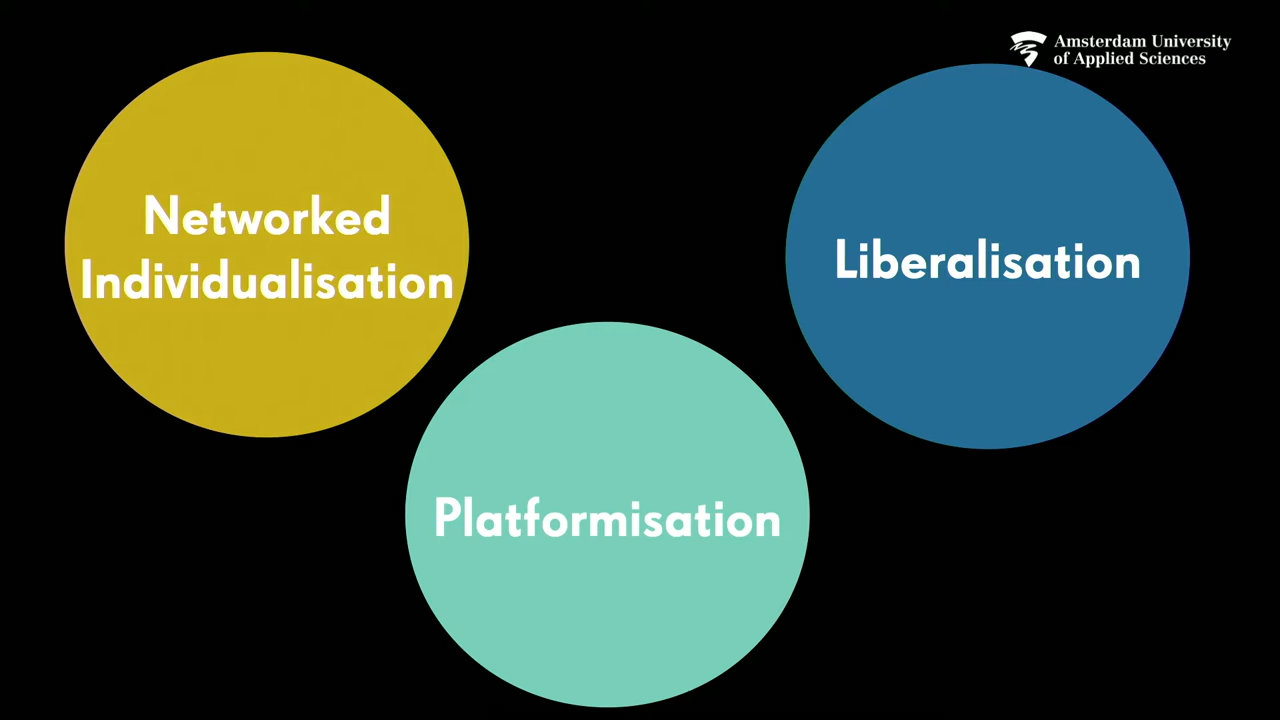 Amsterdam University
of Applied Sciences
Networked
Individualisation
Liberalisation
Platformisation